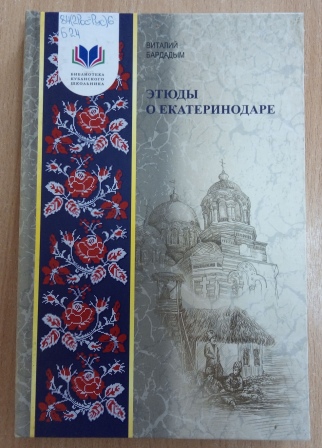 БИБЛИОТЕКА
КУБАНСКОГО
ШКОЛЬНИКА
ВИТАЛИЙ
БАРДАДЫМ
ЭТЮДЫ
О ЕКАТЕРИНОДАРЕ